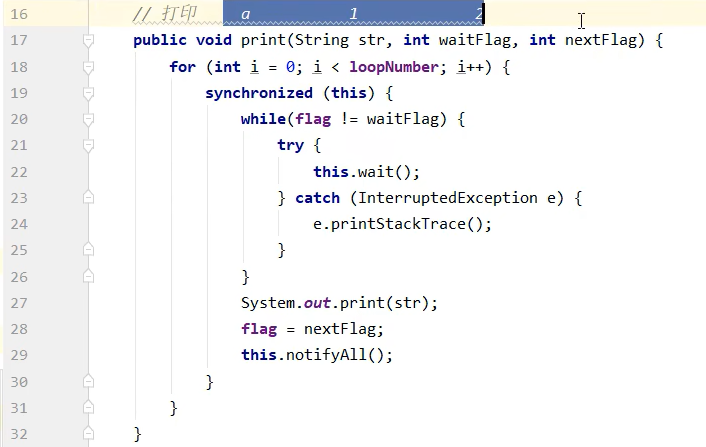 16 // 打印 a 1 2
17 public void print(String str, int waitFlag, int nextFlag) {
18 for (int i = 0; i < loopNumber; i++) {
19 synchronized (this) {
20 while(flag != waitFlag) {
21 try {
22 this.wait();
23 } catch (InterruptedException e) {
24 e.printStackTrace();
25 }
26 }
27 System.out.print(str);
28 flag = nextFlag;
29 this.notifyAll();
30 }
31 }
32 }